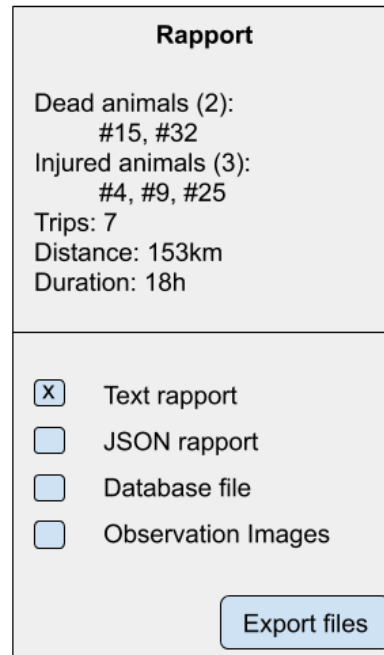 Rapport
Dead animals (2):
#15, #32
Injured animals (3):
#4, #9, #25
Trips: 7
Distance: 153km
Duration: 18h
X Text rapport
JSON rapport
Database file
Observation Images
Export files